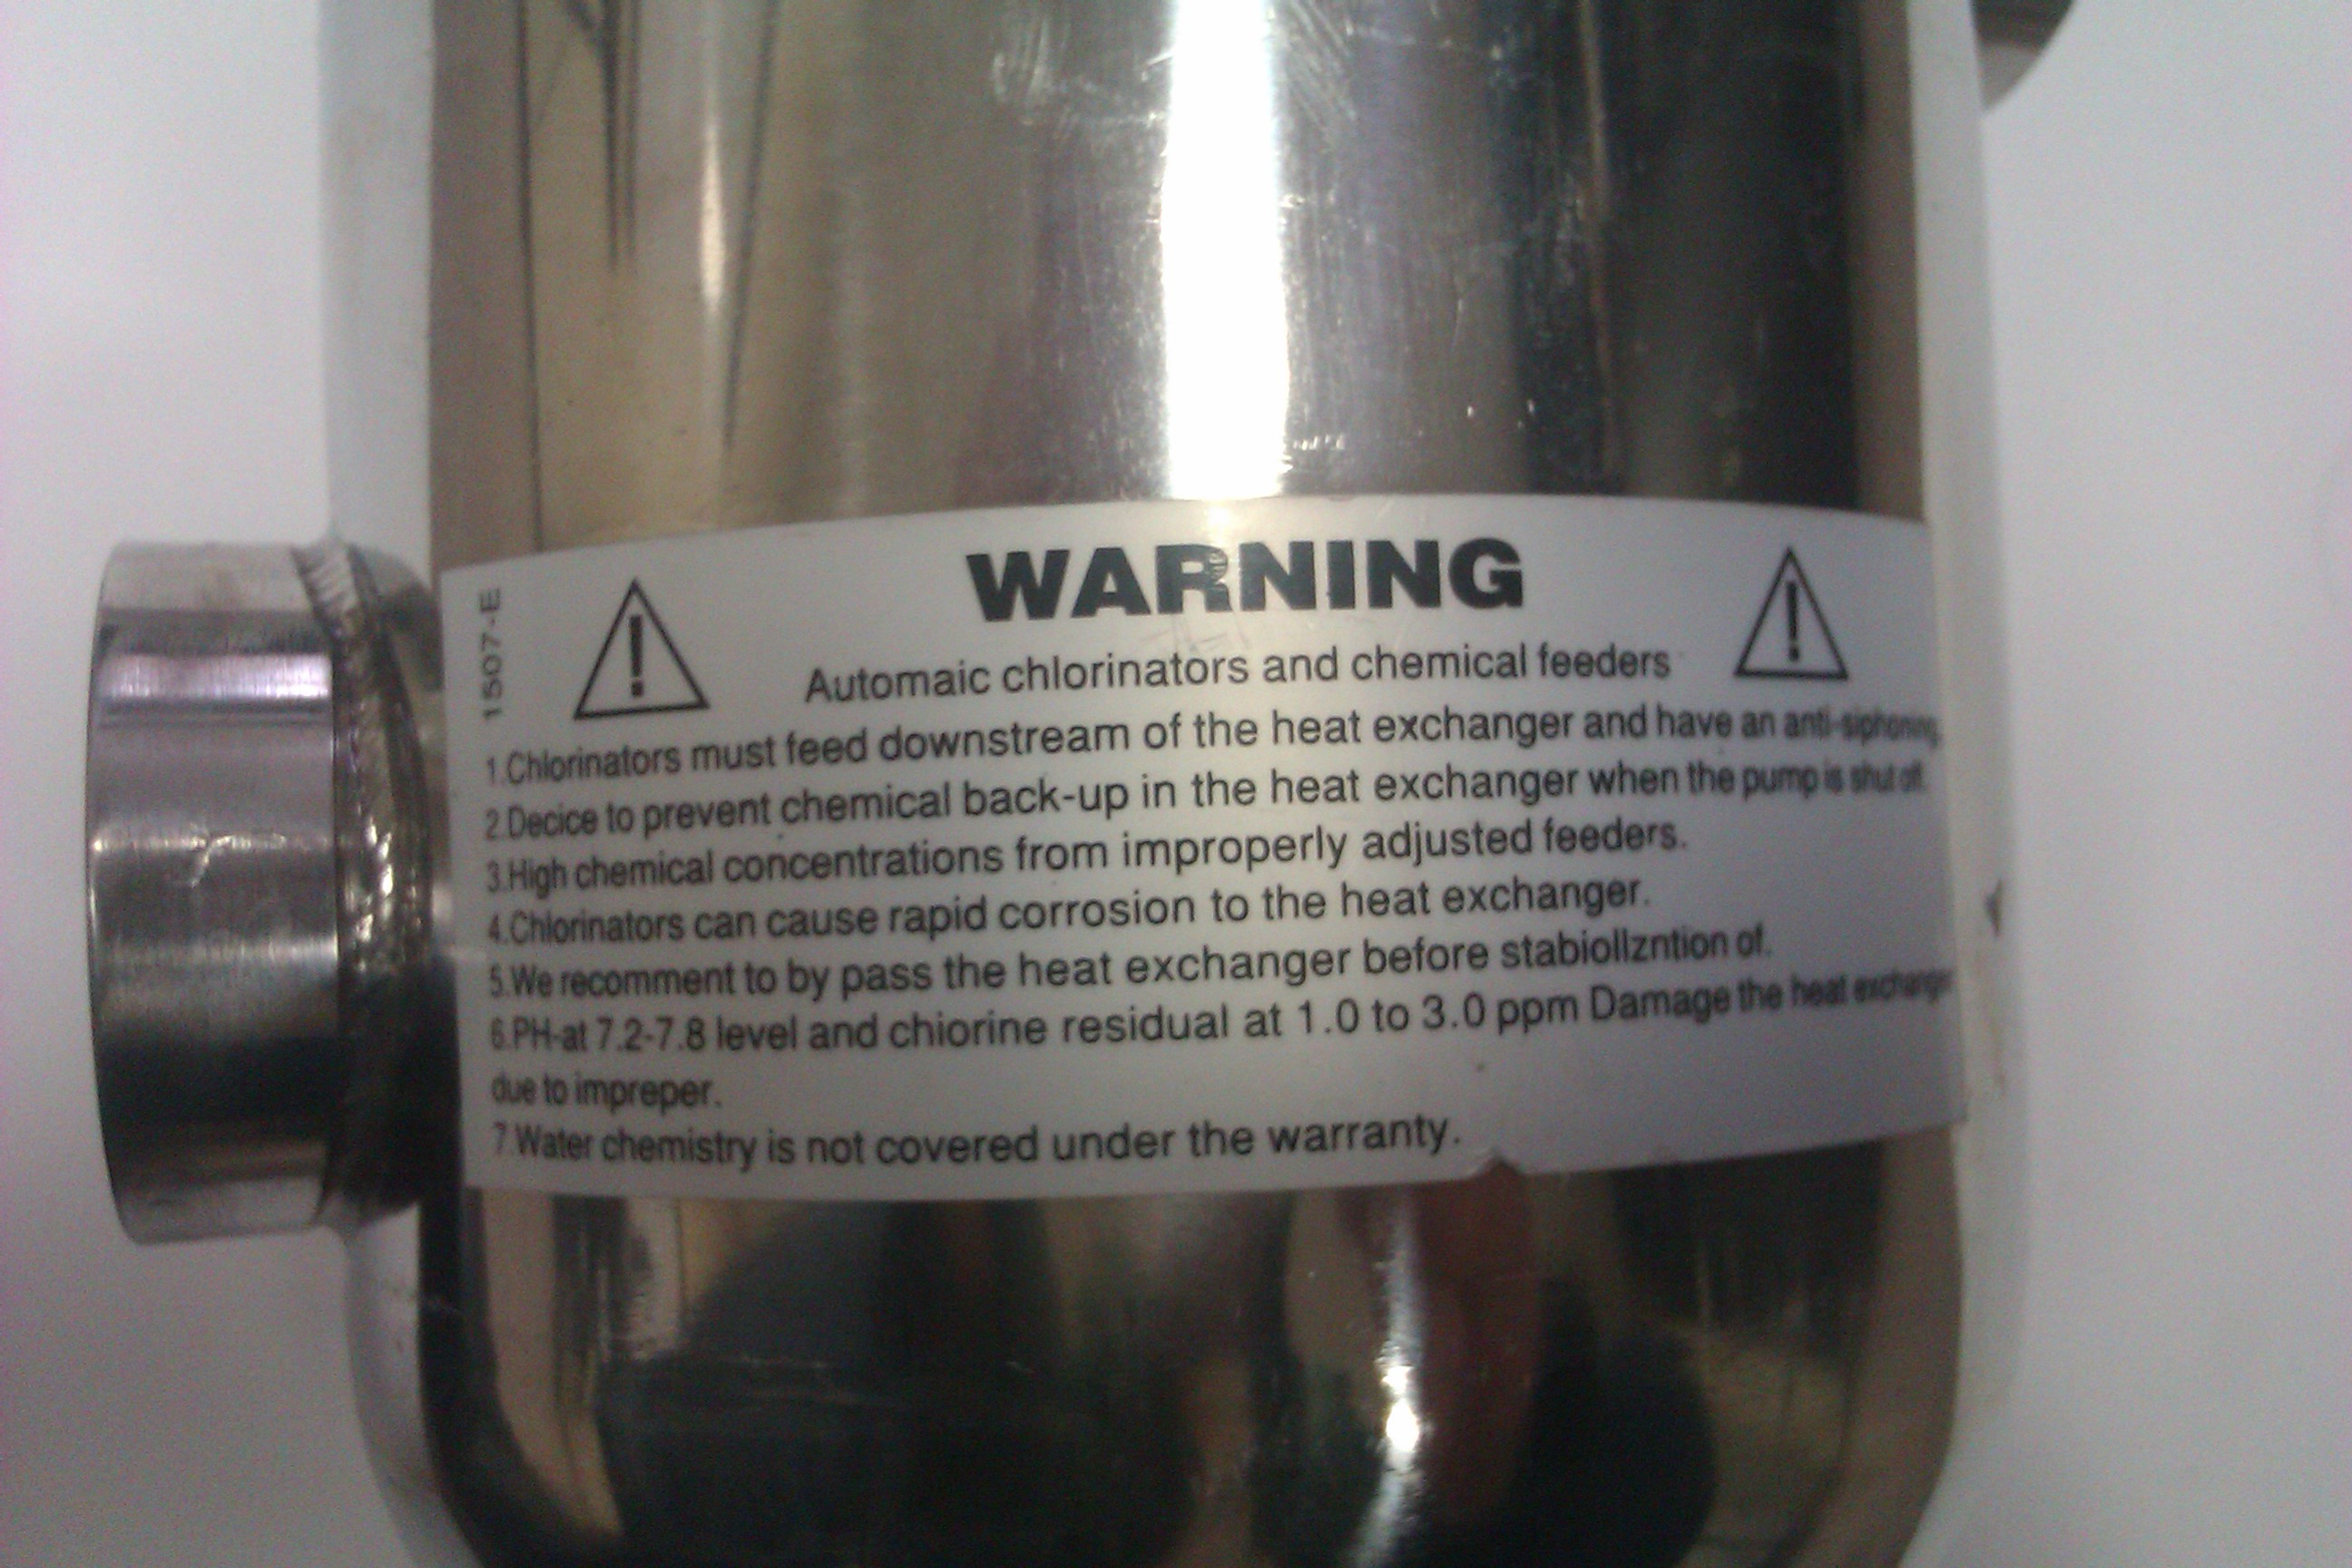 WARNING
1507-E
Automaic chlorinators and chemical feeders
1.Chlorinators must feed downstream of the heat exchanger and have an anti-siphoning
2.Decice to prevent chemical back-up in the heat exchanger when the pump is shut off.
3.High chemical concentrations from improperly adjusted feeders.
4.Chlorinators can cause rapid corrosion to the heat exchanger.
5.We recomment to by pass the heat exchanger before stabiollzntion of.
6.PH-at 7.2-7.8 level and chiorine residual at 1.0 to 3.0 ppm Damage the heat exchanger
due to impreper.
7.Water chemistry is not covered under the warranty.